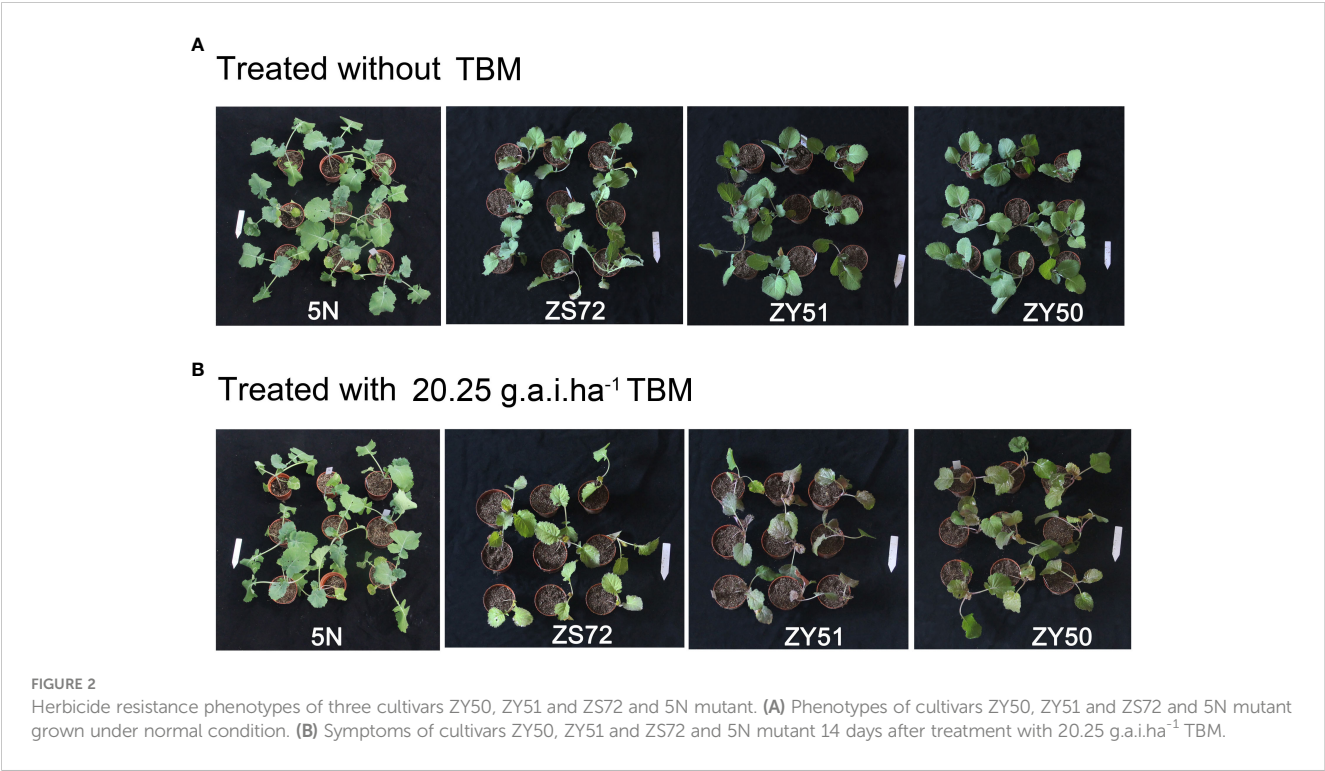 A
Treated without TBM
5N
ZS72
ZY51
ZY50
B
Treated with 20.25 g.a.i.ha⁻¹ TBM
5N
ZS72
ZY51
ZY50
FIGURE 2
Herbicide resistance phenotypes of three cultivars ZY50, ZY51 and ZS72 and 5N mutant. (A) Phenotypes of cultivars ZY50, ZY51 and ZS72 and 5N mutant
grown under normal condition. (B) Symptoms of cultivars ZY50, ZY51 and ZS72 and 5N mutant 14 days after treatment with 20.25 g.a.i.ha⁻¹ TBM.